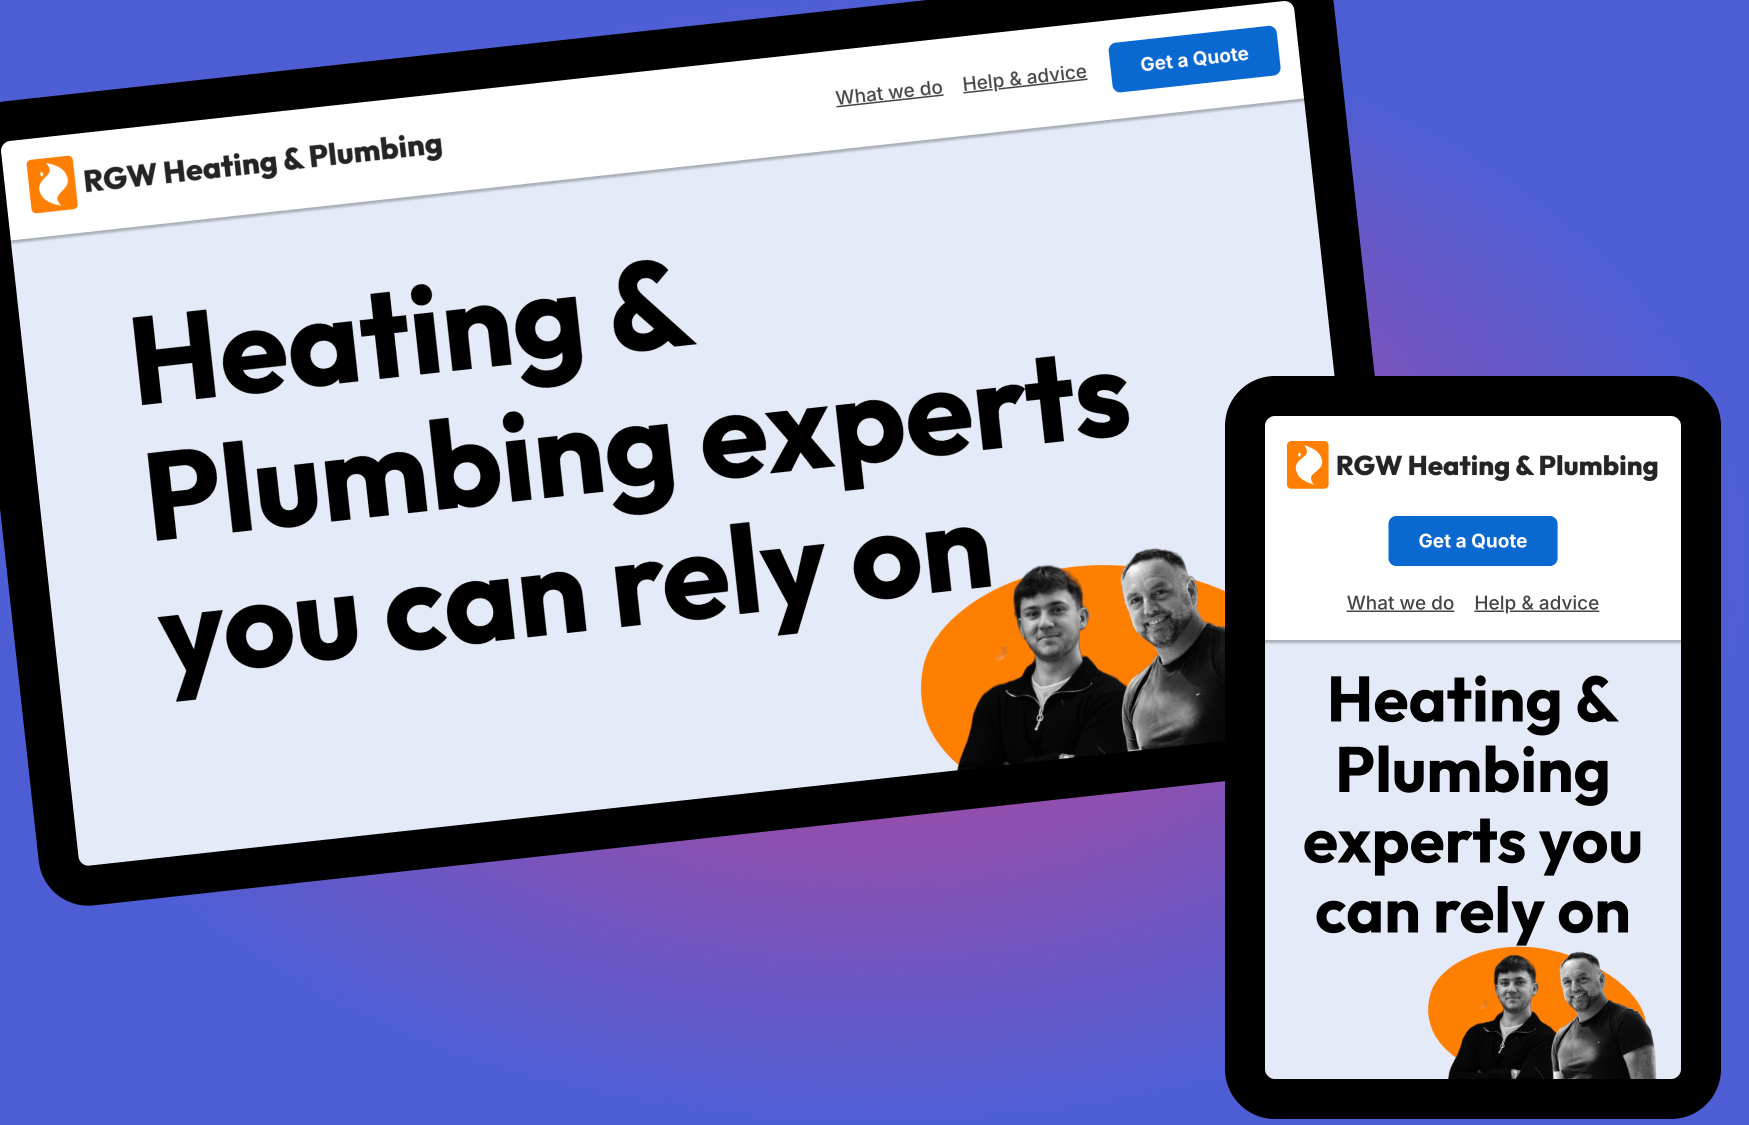 RGW Heating & Plumbing
What we do
Help & advice
Get a Quote
Heating &
Plumbing experts
you can rely on
RGW Heating & Plumbing
Get a Quote
What we do Help & advice
Heating &
Plumbing
experts you
can rely on